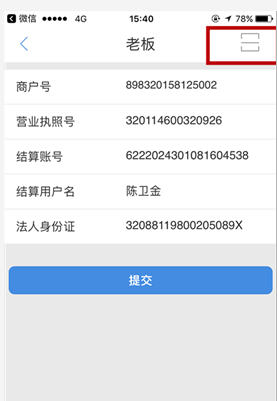 微信 4G 15:40 78%
老板
商户号 898320158125002
营业执照号 320114600320926
结算账号 6222024301081604538
结算用户名 陈卫金
法人身份证 32088119800205089X
提交